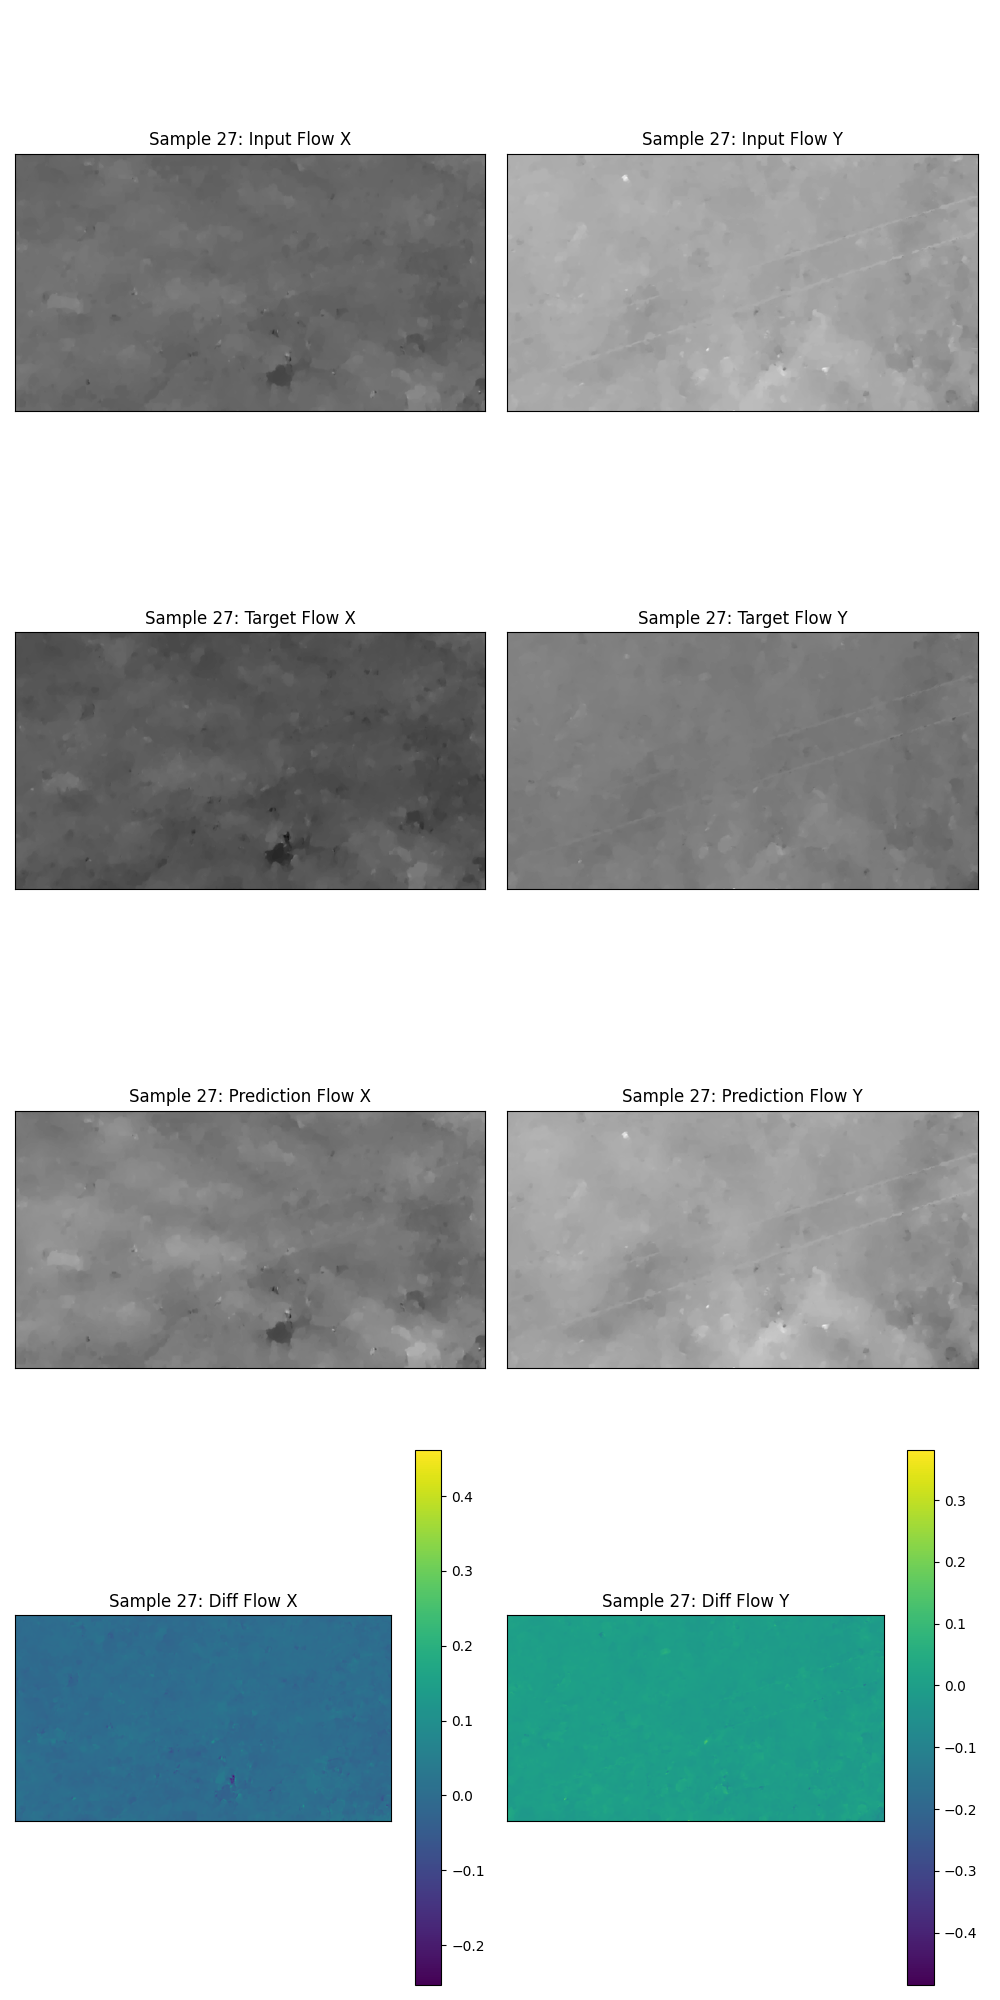 Sample 27: Input Flow X
Sample 27: Input Flow Y
Sample 27: Target Flow X
Sample 27: Target Flow Y
Sample 27: Prediction Flow X
Sample 27: Prediction Flow Y
Sample 27: Diff Flow X
0.4
0.3
0.2
0.1
0.0
−0.1
−0.2
Sample 27: Diff Flow Y
0.3
0.2
0.1
0.0
−0.1
−0.2
−0.3
−0.4